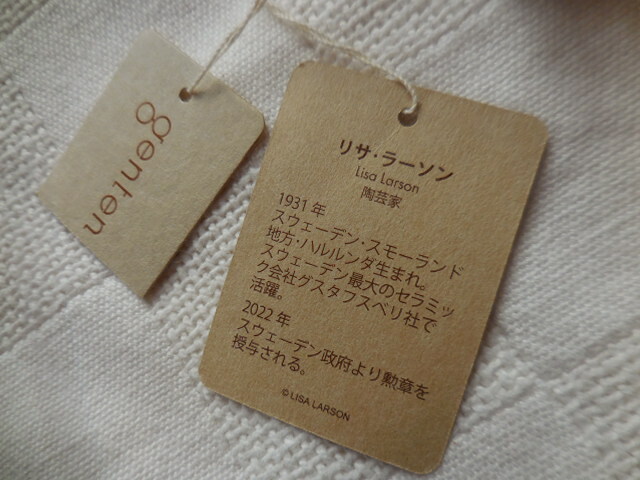 genten
リサ・ラーソン
Lisa Larson
陶芸家
1931 年
スウェーデン・スモーランド
地方・ハルルンダ生まれ。
スウェーデン最大のセラミッ
ク会社グスタフスベリ社で
活躍。
2022 年
スウェーデン政府より勲章を
授与される。
© LISA LARSON